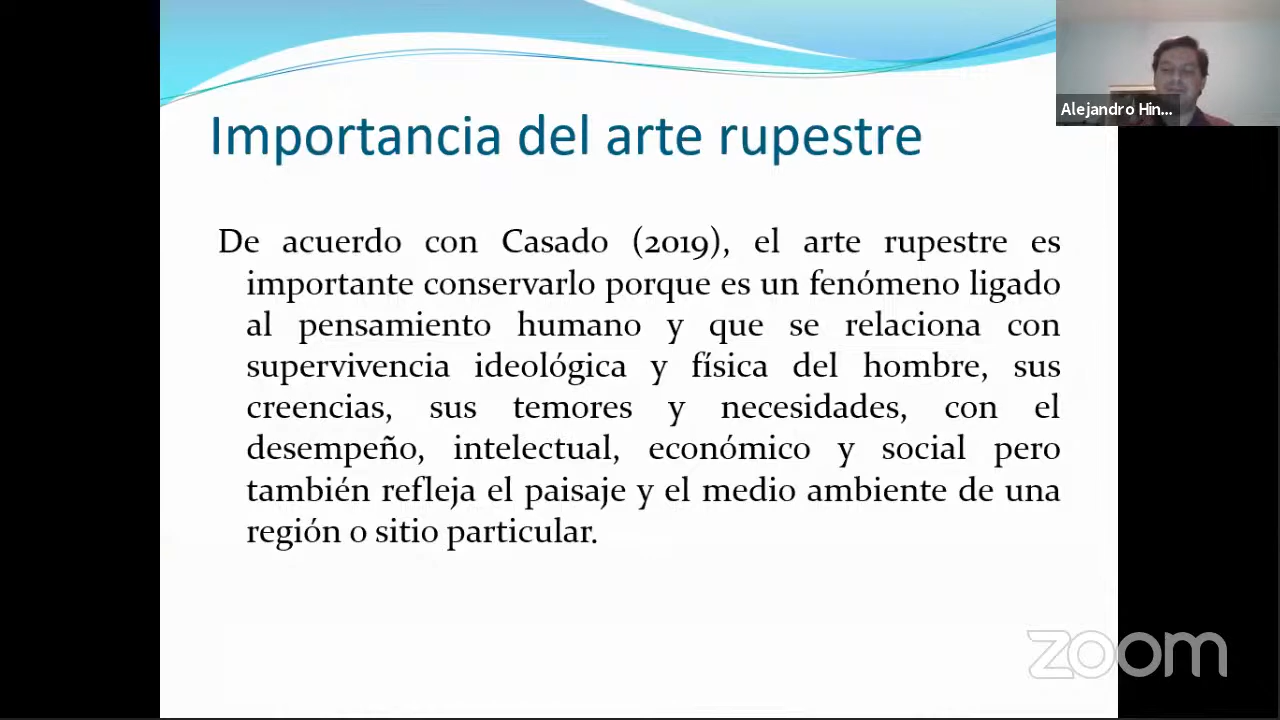 Importancia del arte rupestre
De acuerdo con Casado (2019), el arte rupestre es
importante conservarlo porque es un fenómeno ligado
al pensamiento humano y que se relaciona con
supervivencia ideológica y física del hombre, sus
creencias, sus temores y necesidades, con el
desempeño, intelectual, económico y social pero
también refleja el paisaje y el medio ambiente de una
región o sitio particular.
Alejandro Hin...
zoom